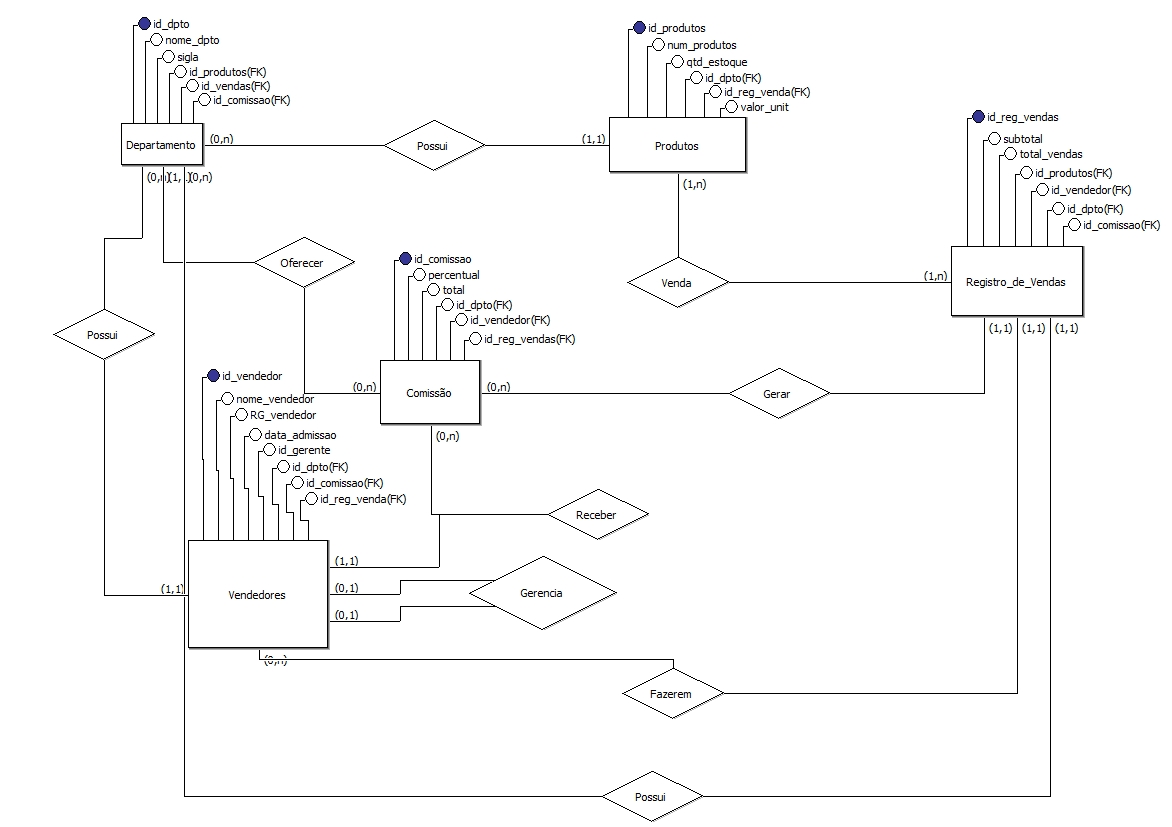 id_dpto
nome_dpto
sigla
id_produtos(FK)
id_vendas(FK)
id_comissao(FK)
Departamento
(0,n)
Possui
(1,1)
id_produtos
num_produtos
qtd_estoque
id_dpto(FK)
id_reg_venda(FK)
valor_unit
Produtos
(1,n)
id_reg_vendas
subtotal
total_vendas
id_produtos(FK)
id_vendedor(FK)
id_dpto(FK)
id_comissao(FK)
Registro_de_Vendas
(1,n)
(1,1)
(1,1)
(1,1)
(0,n)
Oferecer
Venda
id_comissao
percentual
total
id_dpto(FK)
id_vendedor(FK)
id_reg_vendas(FK)
Comissão
(0,n)
(0,n)
(0,n)
Gerar
Possui
id_vendedor
nome_vendedor
RG_vendedor
data_admissao
id_gerente
id_dpto(FK)
id_comissao(FK)
id_reg_venda(FK)
Vendedores
(1,1)
(1,1)
(0,1)
(0,1)
(0,n)
Receber
Gerencia
Fazerem
Possui